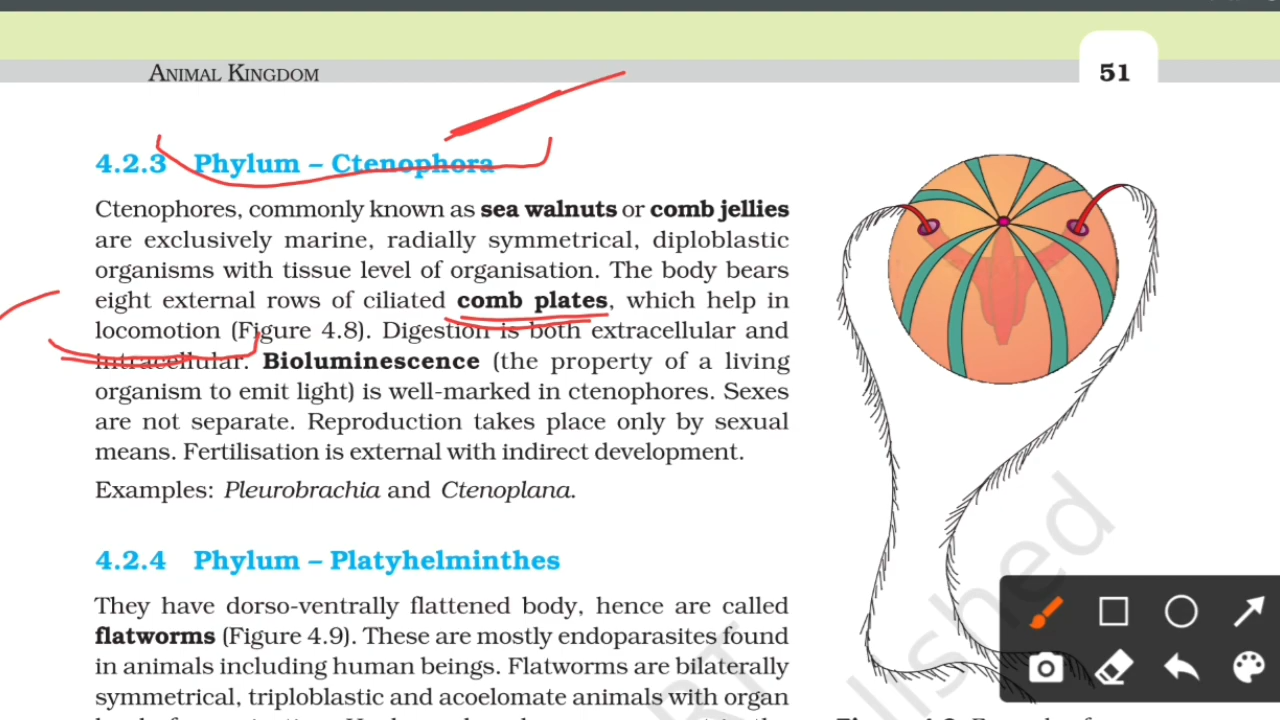 ANIMAL KINGDOM
51
4.2.3 Phylum – Ctenophora
Ctenophores, commonly known as sea walnuts or comb jellies
are exclusively marine, radially symmetrical, diploblastic
organisms with tissue level of organisation. The body bears
eight external rows of ciliated comb plates, which help in
locomotion (Figure 4.8). Digestion is both extracellular and
intracellular. Bioluminescence (the property of a living
organism to emit light) is well-marked in ctenophores. Sexes
are not separate. Reproduction takes place only by sexual
means. Fertilisation is external with indirect development.
Examples: Pleurobrachia and Ctenoplana.
4.2.4 Phylum – Platyhelminthes
They have dorso-ventrally flattened body, hence are called
flatworms (Figure 4.9). These are mostly endoparasites found
in animals including human beings. Flatworms are bilaterally
symmetrical, triploblastic and acoelomate animals with organ